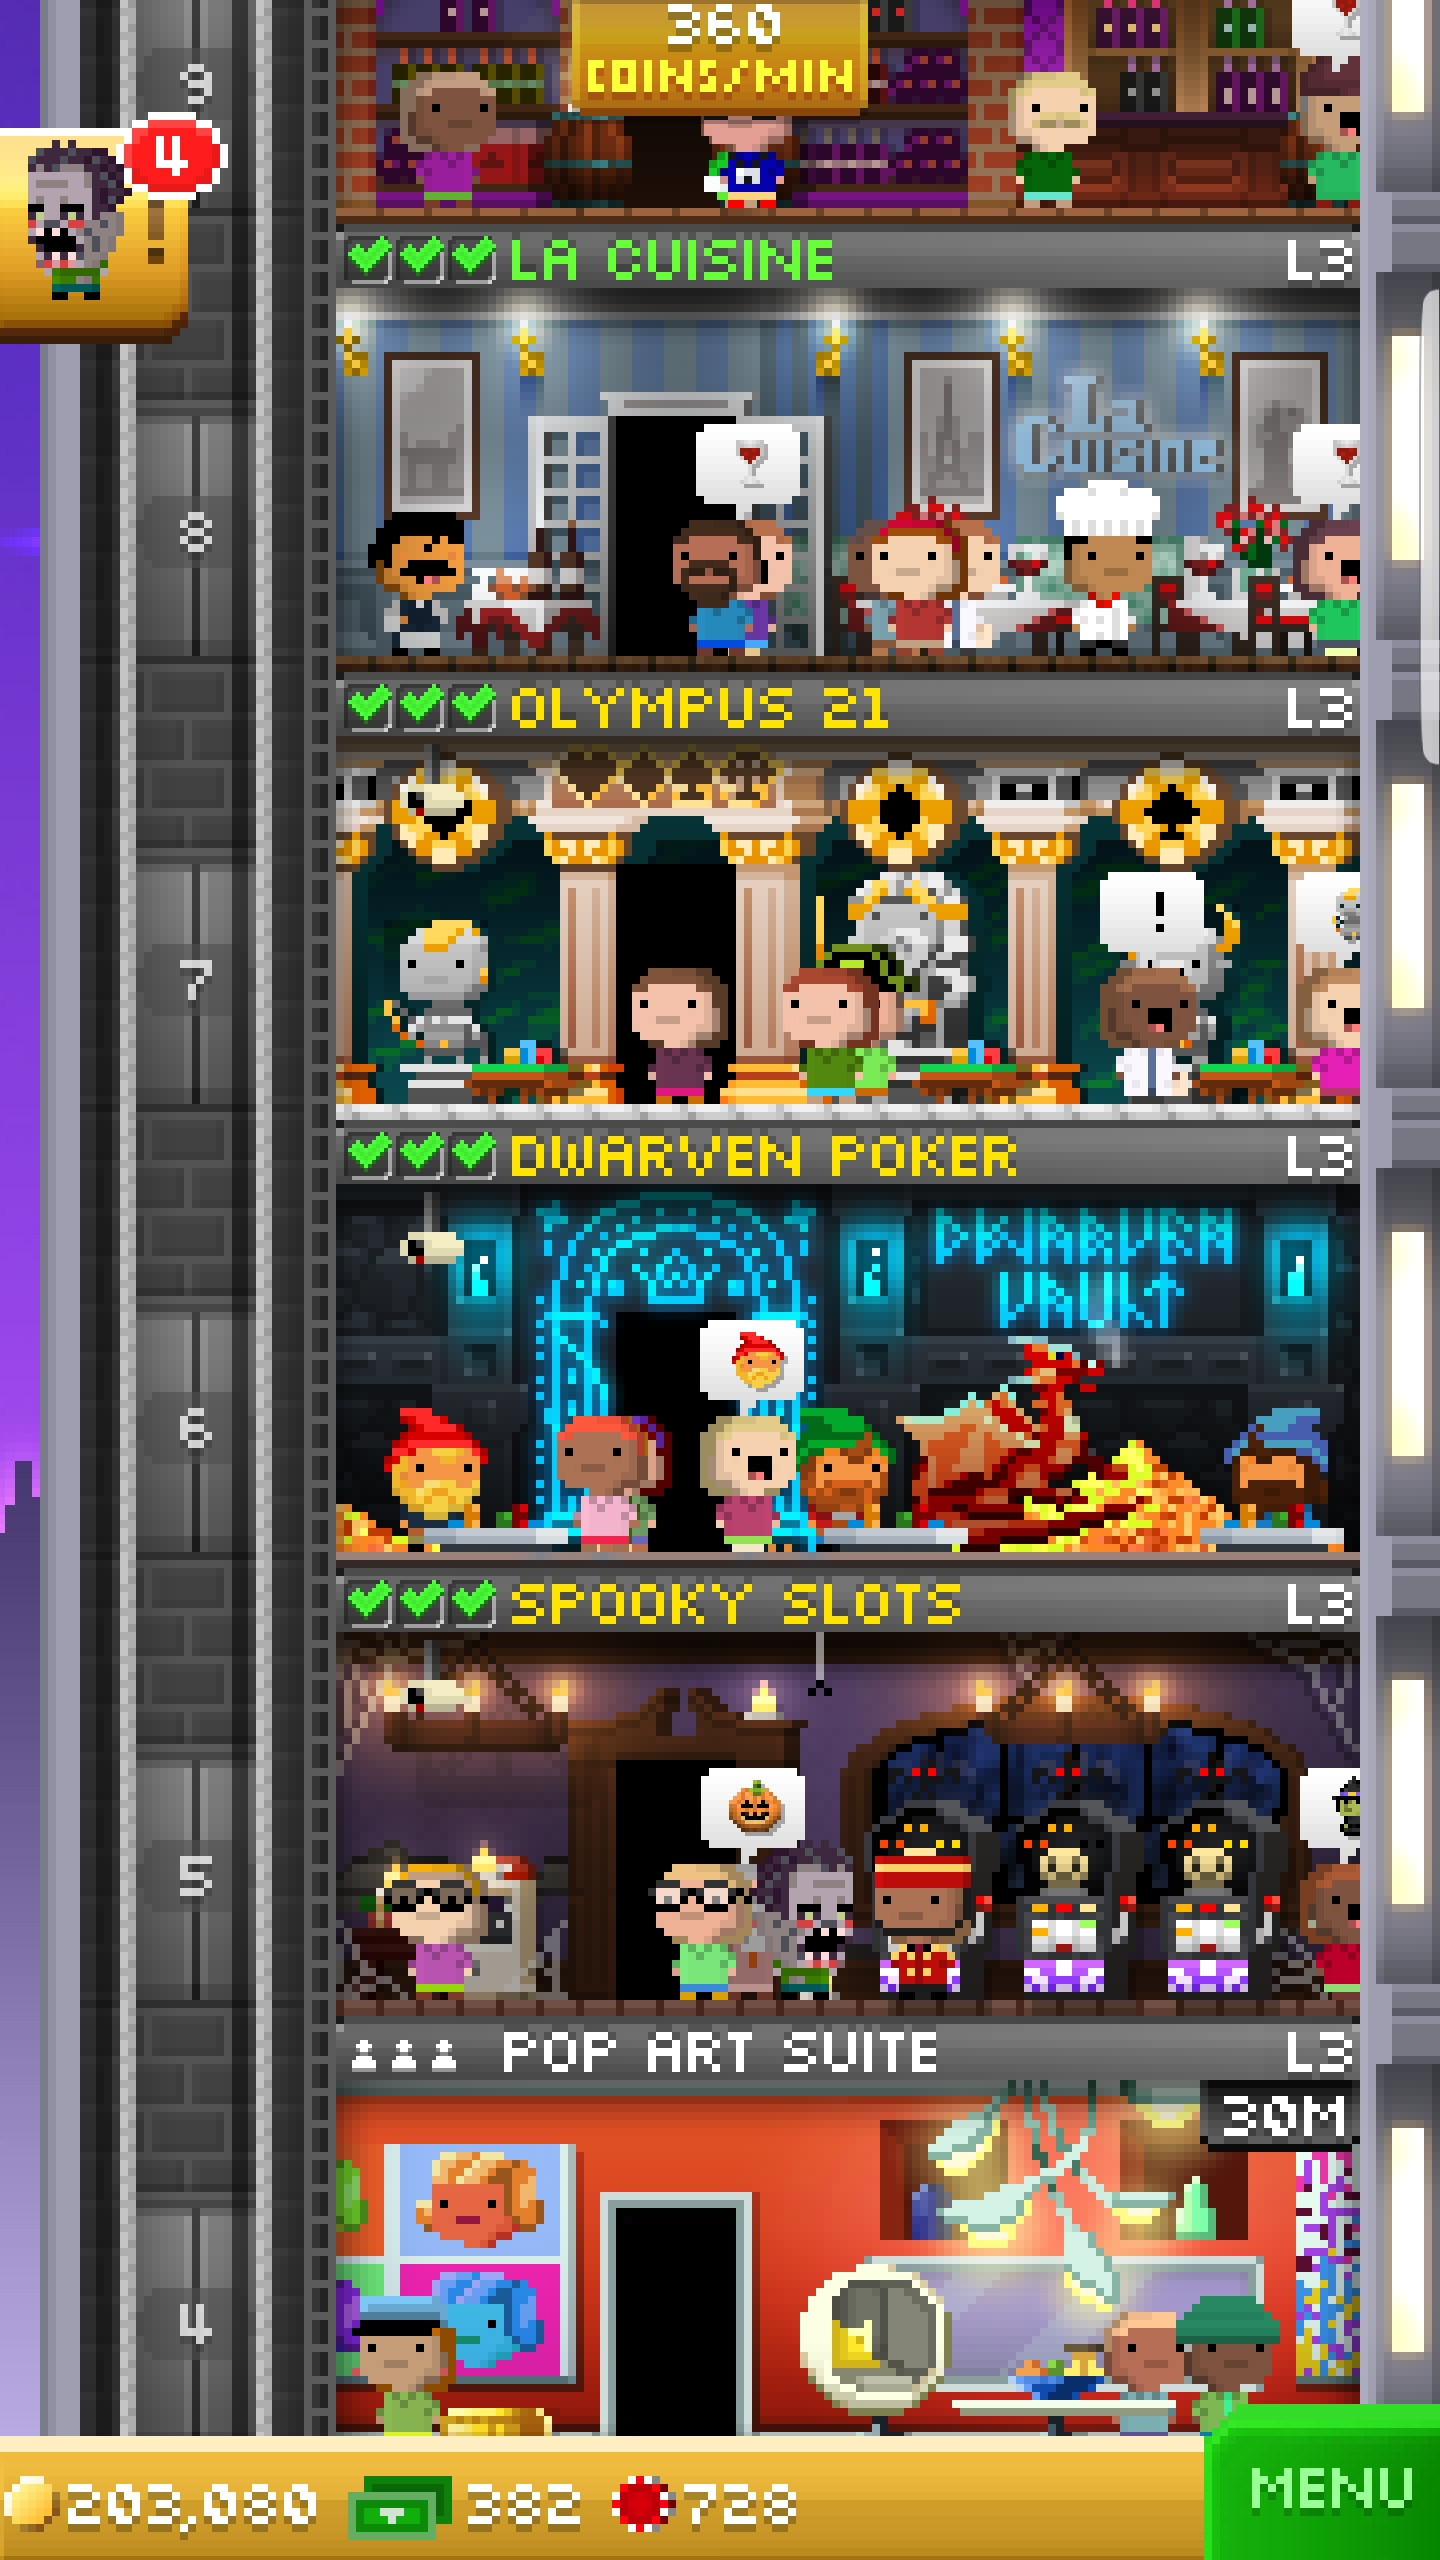 360
COINS/MIN
9
4
!
LA CUISINE L3
La
Cuisine
8
OLYMPUS 21 L3
!
7
DWARVEN POKER L3
DWARVEN
VAULT
6
SPOOKY SLOTS L3
5
POP ART SUITE L3
30M
4
203,080 382 728
MENU